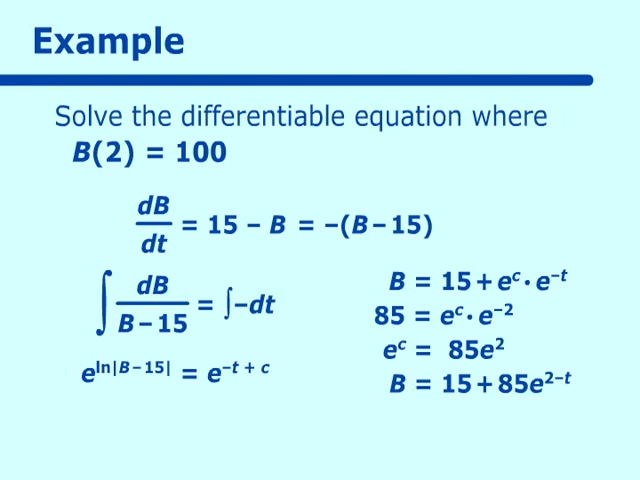 Example
Solve the differentiable equation where
B(2) = 100
dB/dt = 15 – B = –(B – 15)
∫ dB/(B – 15) = ∫–dt
e^(ln|B – 15|) = e^(–t + c)
B = 15 + e^c · e^(–t)
85 = e^c · e^(–2)
e^c = 85e^2
B = 15 + 85e^(2–t)